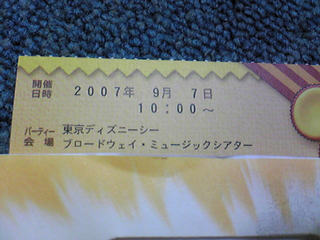 開催
日時
2007年 9月 7日
10:00～
パーティー
会場
東京ディズニーシー
ブロードウェイ・ミュージックシアター